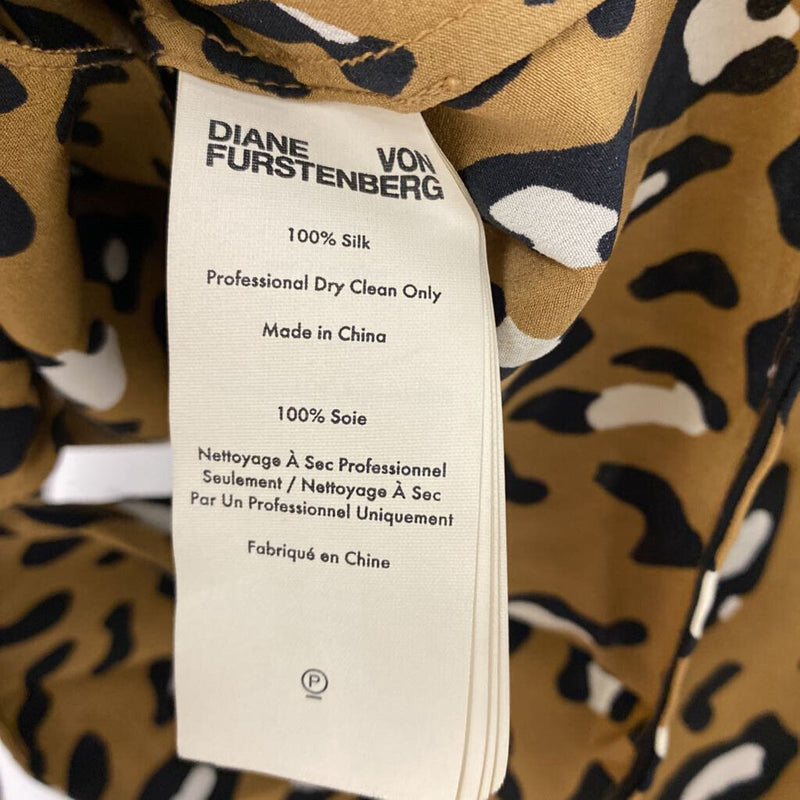 DIANE VON
FURSTENBERG
100% Silk
Professional Dry Clean Only
Made in China
100% Soie
Nettoyage À Sec Professionnel
Seulement / Nettoyage À Sec
Par Un Professionnel Uniquement
Fabriqué en Chine
P